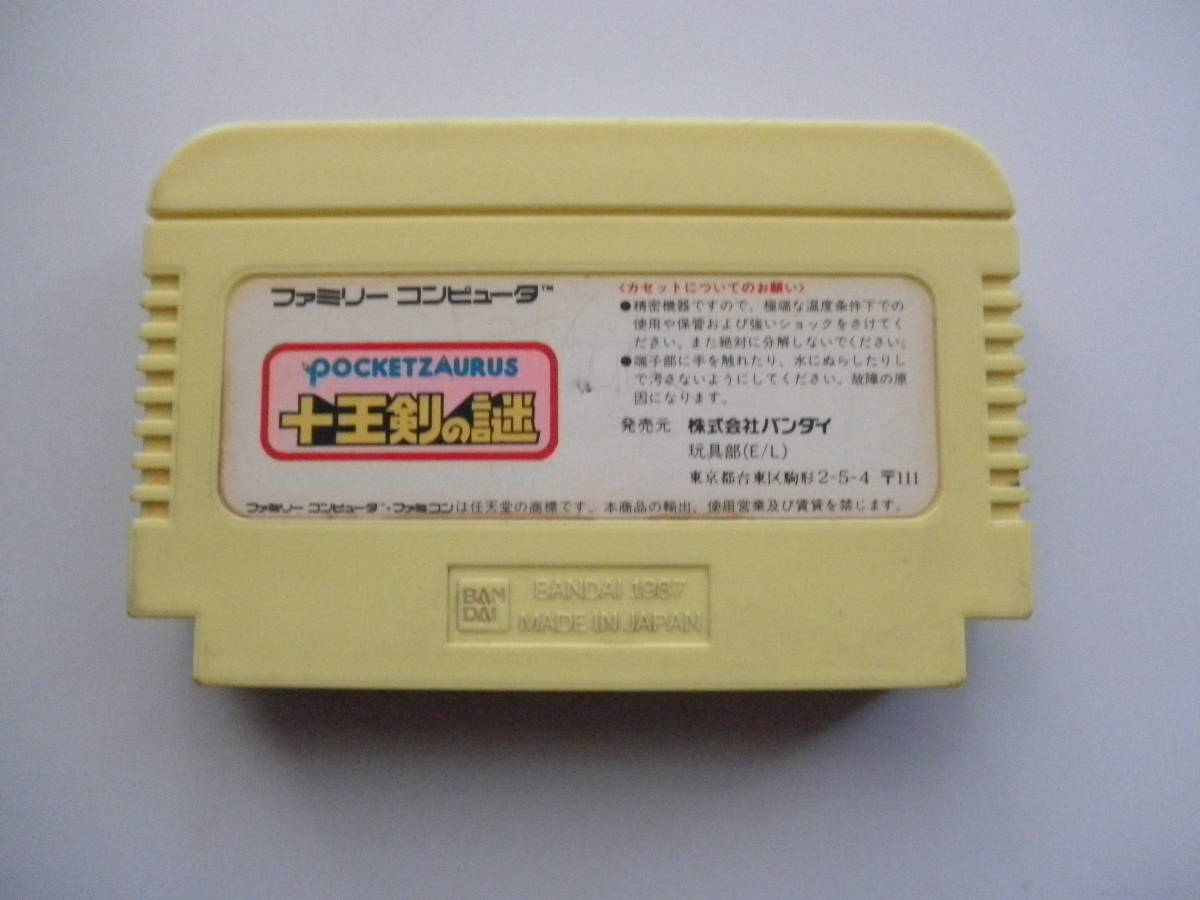 ファミリー コンピュータ™
POCKETZAURUS
十王剣の謎
〈カセットについてのお願い〉
●精密機器ですので、極端な温度条件下での
使用や保管および強いショックをさけてく
ださい。また絶対に分解しないでください。
●端子部に手を触れたり、水にぬらしたりし
て汚さないようにしてください。故障の原
因になります。
発売元 株式会社バンダイ
玩具部(E/L)
東京都台東区駒形2-5-4 〒111
ファミリー コンピュータ™・ファミコンは任天堂の商標です。本商品の輸出、使用営業及び賃貸を禁じます。
BAN
DAI
BANDAI 1987
MADE IN JAPAN